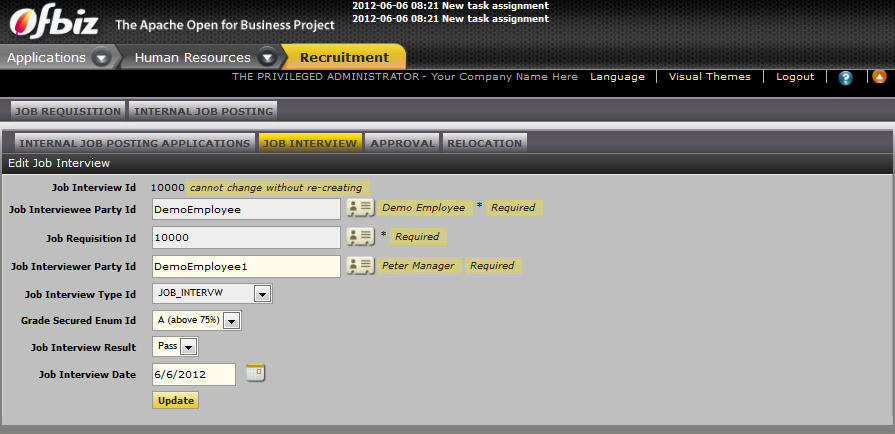 2012-06-06 08:21 New task assignment
2012-06-06 08:21 New task assignment
Ofbiz The Apache Open for Business Project
Applications Human Resources Recruitment
THE PRIVILEGED ADMINISTRATOR - Your Company Name Here Language Visual Themes Logout ?
JOB REQUISITION INTERNAL JOB POSTING
INTERNAL JOB POSTING APPLICATIONS JOB INTERVIEW APPROVAL RELOCATION
Edit Job Interview
Job Interview Id 10000 cannot change without re-creating
Job Interviewee Party Id DemoEmployee Demo Employee * Required
Job Requisition Id 10000 * Required
Job Interviewer Party Id DemoEmployee1 Peter Manager Required
Job Interview Type Id JOB_INTERVW
Grade Secured Enum Id A (above 75%)
Job Interview Result Pass
Job Interview Date 6/6/2012
Update